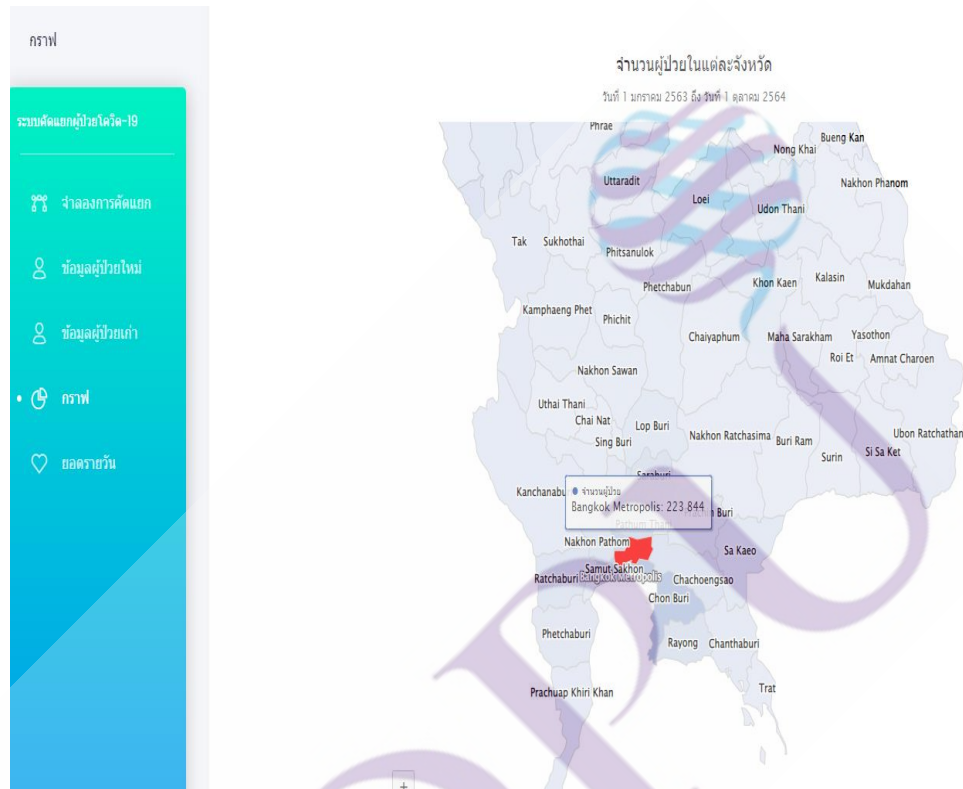 กราฟ
ระบบคัดแยกผู้ป่วยโควิด-19
จำลองการคัดแยก
ข้อมูลผู้ป่วยใหม่
ข้อมูลผู้ป่วยเก่า
กราฟ
ยอดรายวัน
จำนวนผู้ป่วยในแต่ละจังหวัด
วันที่ 1 มกราคม 2563 ถึง วันที่ 1 ตุลาคม 2564
Phrae
Bueng Kan
Nong Khai
Uttaradit
Nakhon Phanom
Loei
Udon Thani
Tak
Sukhothai
Phitsanulok
Phetchabun
Khon Kaen
Kalasin
Mukdahan
Kamphaeng Phet
Phichit
Chaiyaphum
Maha Sarakham
Yasothon
Roi Et
Amnat Charoen
Nakhon Sawan
Uthai Thani
Chai Nat
Lop Buri
Sing Buri
Nakhon Ratchasima
Buri Ram
Ubon Ratchathan
Surin
Si Sa Ket
Saraburi
Kanchanabu
จำนวนผู้ป่วย
Bangkok Metropolis: 223 844
n Buri
Pathum Thani
Nakhon Pathom
Sa Kaeo
Samut Sakhon
Ratchaburi
Bangkok Metropolis
Chachoengsao
Chon Buri
Phetchaburi
Rayong
Chanthaburi
Prachuap Khiri Khan
Trat
+